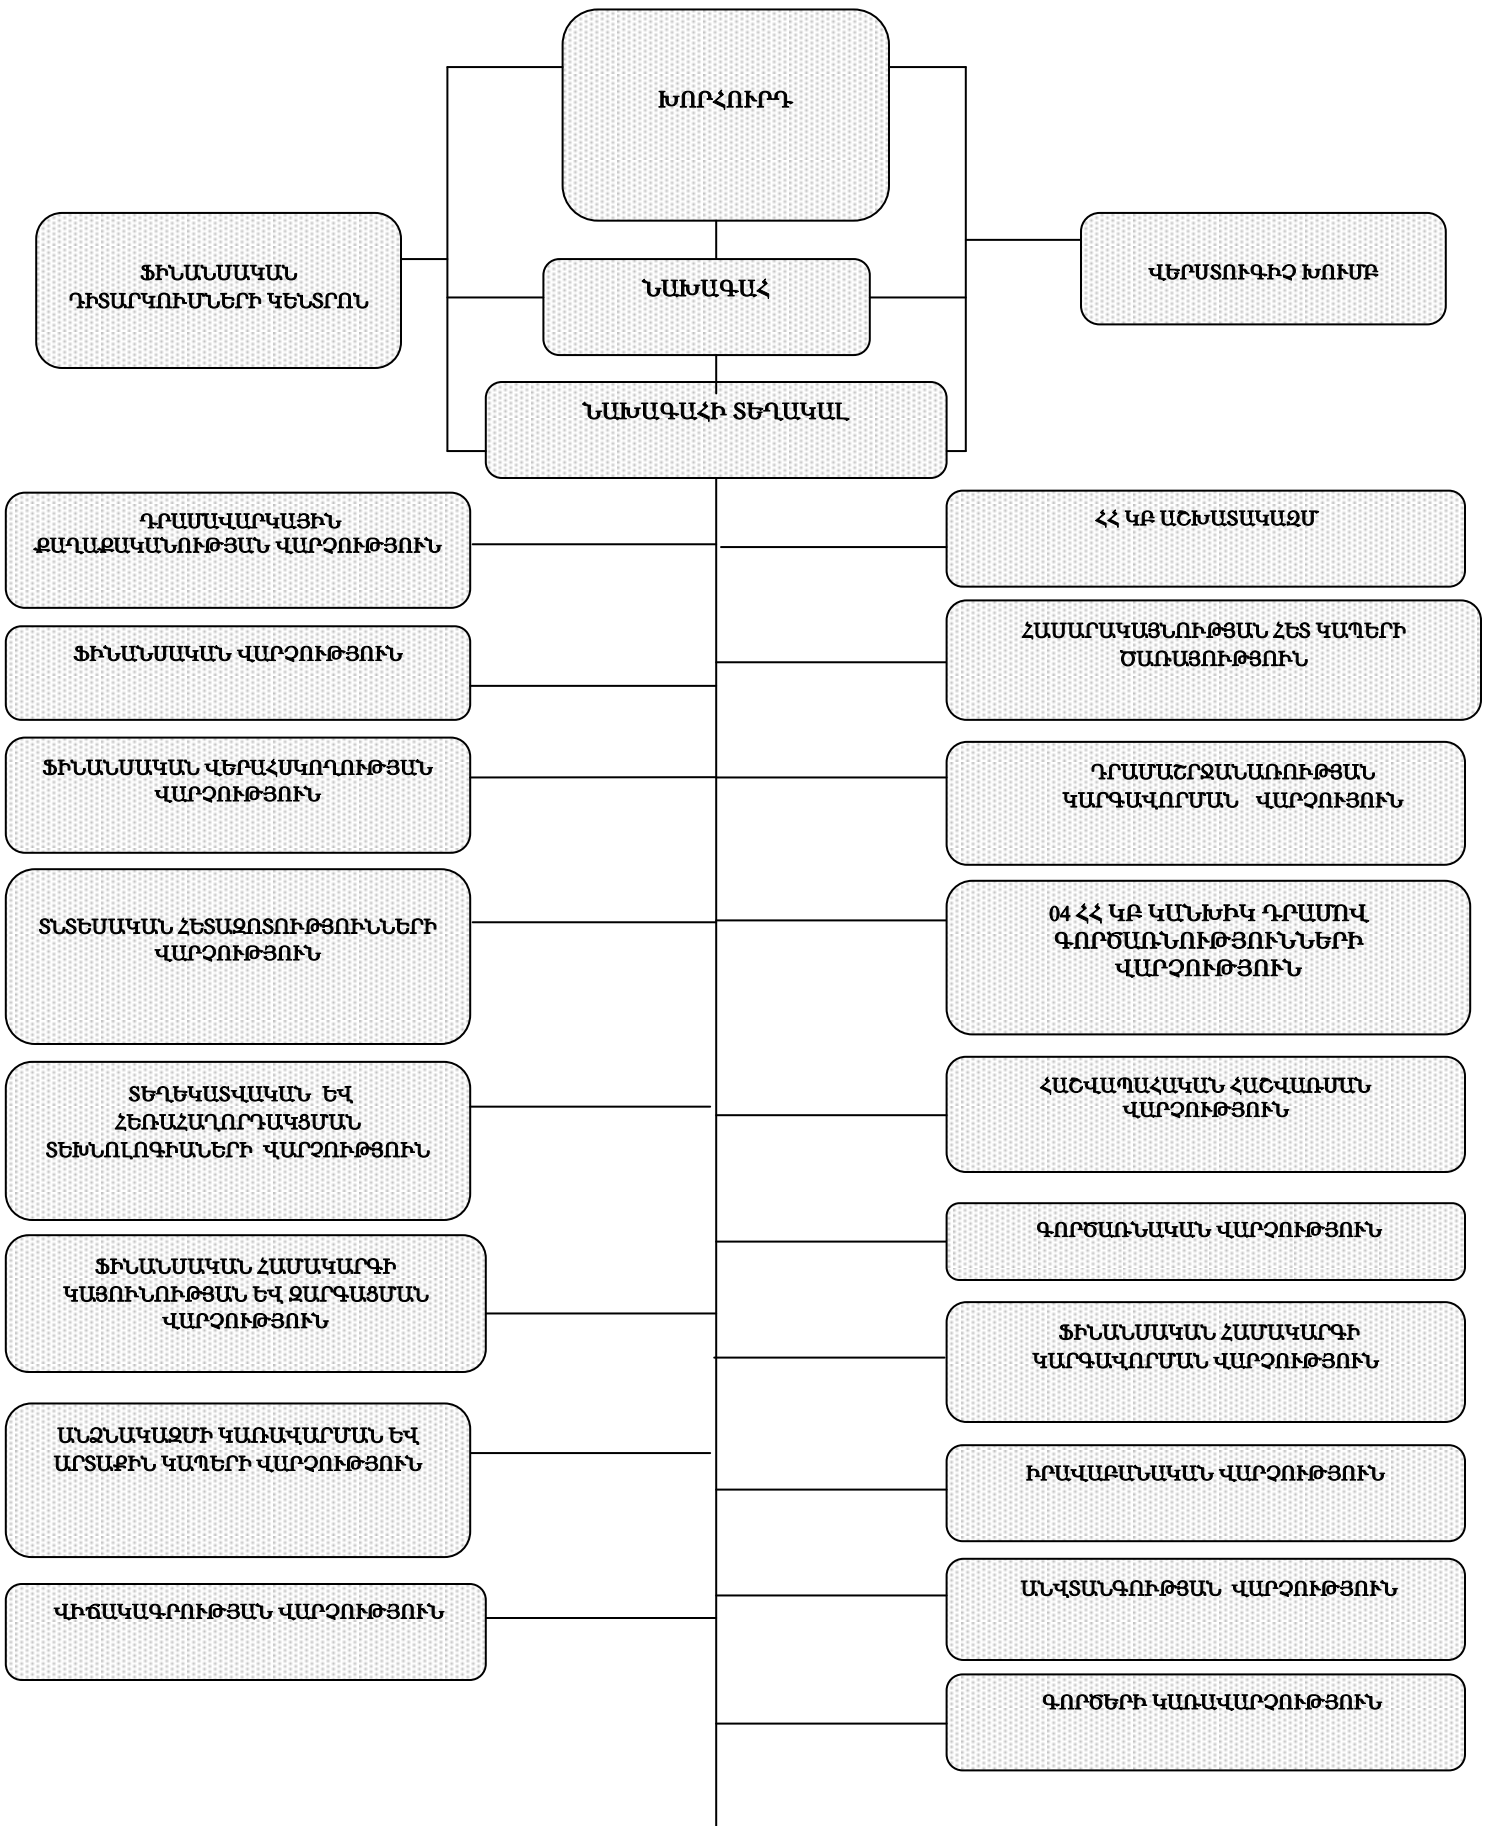 ԽՈՐՀՈՒՐԴ
ՖԻՆԱՆՍԱԿԱՆ
ԴԻՏԱՐԿՈՒՄՆԵՐԻ ԿԵՆՏՐՈՆ
ՆԱԽԱԳԱՀ
ՎԵՐՍՏՈՒԳԻՉ ԽՈՒՄԲ
ՆԱԽԱԳԱՀԻ ՏԵՂԱԿԱԼ
ԴՐԱՄԱՎԱՐԿԱՅԻՆ
ՔԱՂԱՔԱԿԱՆՈՒԹՅԱՆ ՎԱՐՉՈՒԹՅՈՒՆ
ՖԻՆԱՆՍԱԿԱՆ ՎԱՐՉՈՒԹՅՈՒՆ
ՖԻՆԱՆՍԱԿԱՆ ՎԵՐԱՀՍԿՈՂՈՒԹՅԱՆ
ՎԱՐՉՈՒԹՅՈՒՆ
ՏՆՏԵՍԱԿԱՆ ՀԵՏԱԶՈՏՈՒԹՅՈՒՆՆԵՐԻ
ՎԱՐՉՈՒԹՅՈՒՆ
ՏԵՂԵԿԱՏՎԱԿԱՆ ԵՎ
ՀԵՌԱՀԱՂՈՐԴԱԿՑՄԱՆ
ՏԵԽՆՈԼՈԳԻԱՆԵՐԻ ՎԱՐՉՈՒԹՅՈՒՆ
ՖԻՆԱՆՍԱԿԱՆ ՀԱՄԱԿԱՐԳԻ
ԿԱՅՈՒՆՈՒԹՅԱՆ ԵՎ ԶԱՐԳԱՑՄԱՆ
ՎԱՐՉՈՒԹՅՈՒՆ
ԱՆՁՆԱԿԱԶՄԻ ԿԱՌԱՎԱՐՄԱՆ ԵՎ
ԱՐՏԱՔԻՆ ԿԱՊԵՐԻ ՎԱՐՉՈՒԹՅՈՒՆ
ՎԻՃԱԿԱԳՐՈՒԹՅԱՆ ՎԱՐՉՈՒԹՅՈՒՆ
ՀՀ ԿԲ ԱՇԽԱՏԱԿԱԶՄ
ՀԱՍԱՐԱԿԱՅՆՈՒԹՅԱՆ ՀԵՏ ԿԱՊԵՐԻ
ԾԱՌԱՅՈՒԹՅՈՒՆ
ԴՐԱՄԱՇՐՋԱՆԱՌՈՒԹՅԱՆ
ԿԱՐԳԱՎՈՐՄԱՆ ՎԱՐՉՈՒՅՈՒՆ
04 ՀՀ ԿԲ ԿԱՆԽԻԿ ԴՐԱՄՈՎ
ԳՈՐԾԱՌՆՈՒԹՅՈՒՆՆԵՐԻ
ՎԱՐՉՈՒԹՅՈՒՆ
ՀԱՇՎԱՊԱՀԱԿԱՆ ՀԱՇՎԱՌՄԱՆ
ՎԱՐՉՈՒԹՅՈՒՆ
ԳՈՐԾԱՌՆԱԿԱՆ ՎԱՐՉՈՒԹՅՈՒՆ
ՖԻՆԱՆՍԱԿԱՆ ՀԱՄԱԿԱՐԳԻ
ԿԱՐԳԱՎՈՐՄԱՆ ՎԱՐՉՈՒԹՅՈՒՆ
ԻՐԱՎԱԲԱՆԱԿԱՆ ՎԱՐՉՈՒԹՅՈՒՆ
ԱՆՎՏԱՆԳՈՒԹՅԱՆ ՎԱՐՉՈՒԹՅՈՒՆ
ԳՈՐԾԵՐԻ ԿԱՌԱՎԱՐՉՈՒԹՅՈՒՆ